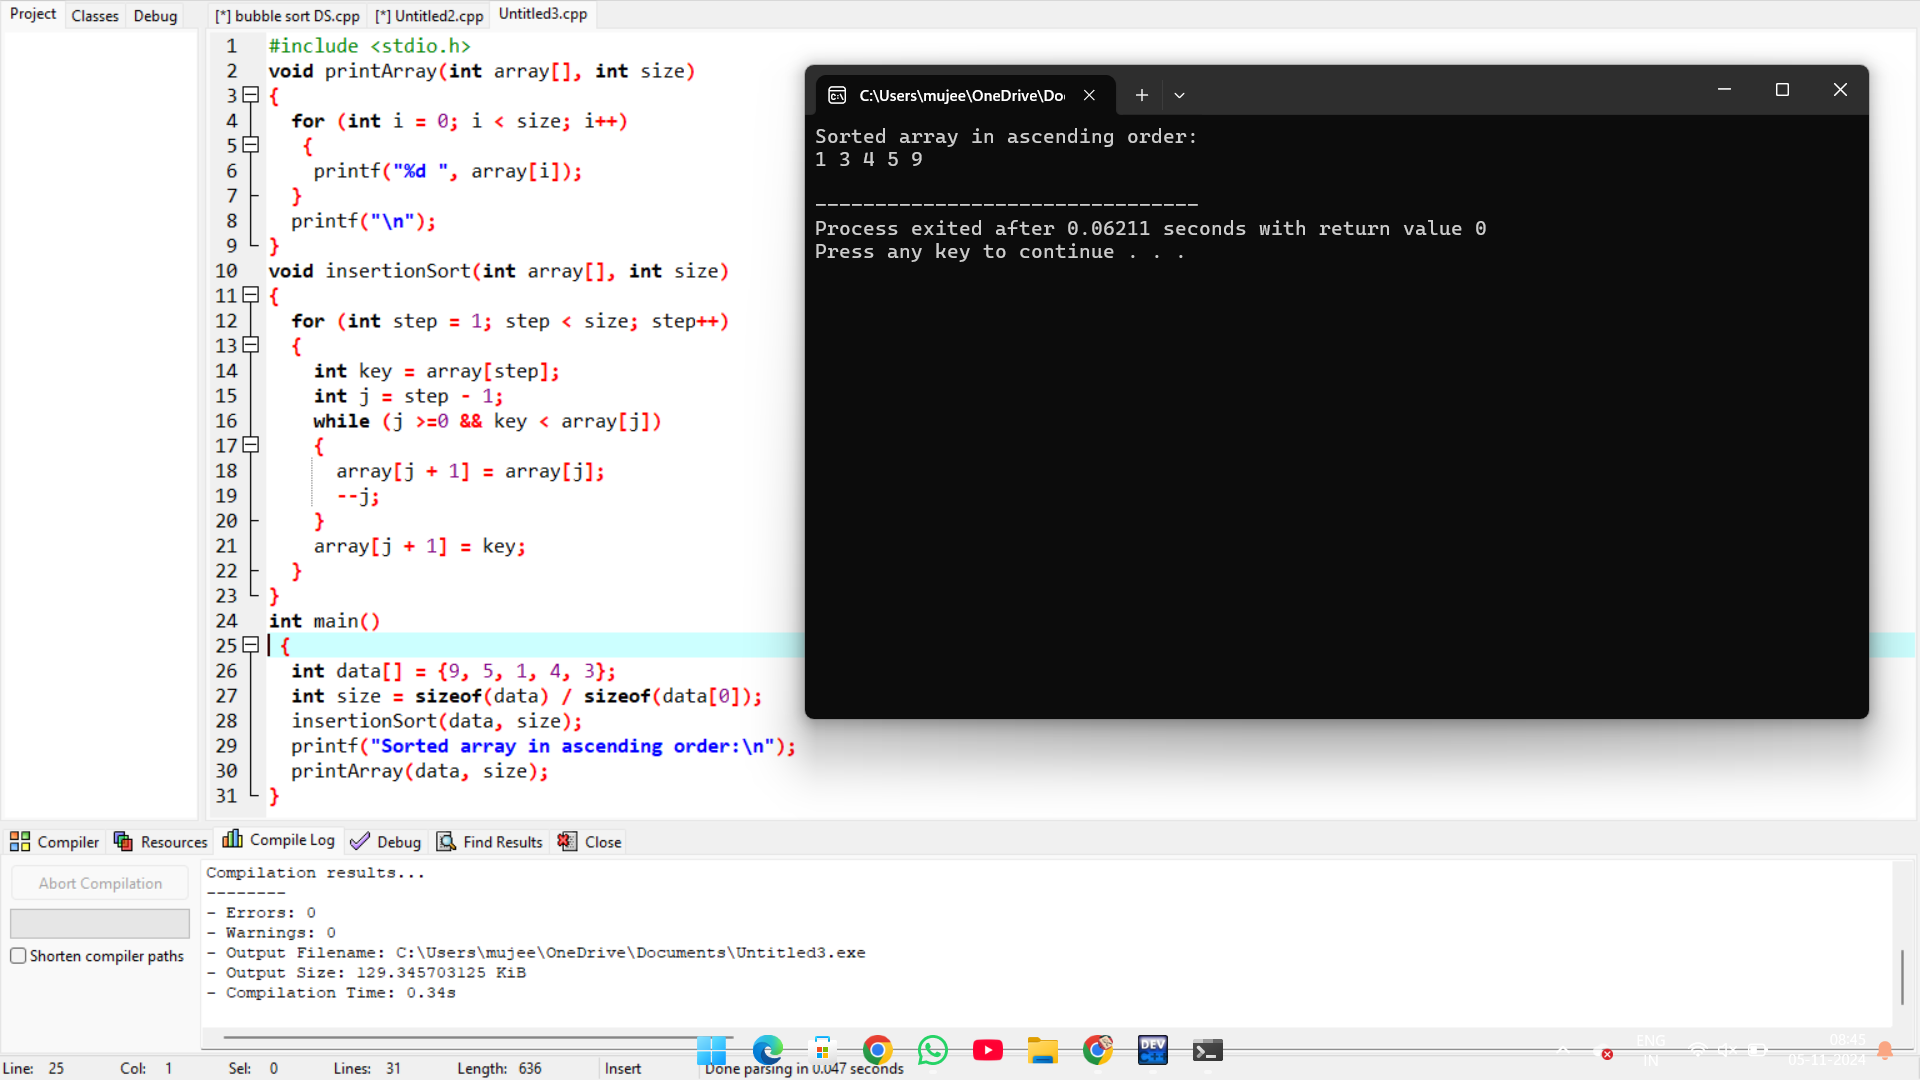 Project Classes Debug
[*] bubble sort DS.cpp [*] Untitled2.cpp Untitled3.cpp
1 #include <stdio.h>
2 void printArray(int array[], int size)
3 {
4 for (int i = 0; i < size; i++)
5 {
6 printf("%d ", array[i]);
7 }
8 printf("\n");
9 }
10 void insertionSort(int array[], int size)
11 {
12 for (int step = 1; step < size; step++)
13 {
14 int key = array[step];
15 int j = step - 1;
16 while (j >=0 && key < array[j])
17 {
18 array[j + 1] = array[j];
19 --j;
20 }
21 array[j + 1] = key;
22 }
23 }
24 int main()
25 {
26 int data[] = {9, 5, 1, 4, 3};
27 int size = sizeof(data) / sizeof(data[0]);
28 insertionSort(data, size);
29 printf("Sorted array in ascending order:\n");
30 printArray(data, size);
31 }
C:\Users\mujee\OneDrive\Do
Sorted array in ascending order:
1 3 4 5 9
--------------------------------
Process exited after 0.06211 seconds with return value 0
Press any key to continue . . .
Compiler Resources Compile Log Debug Find Results Close
Abort Compilation
Shorten compiler paths
Compilation results...
--------
- Errors: 0
- Warnings: 0
- Output Filename: C:\Users\mujee\OneDrive\Documents\Untitled3.exe
- Output Size: 129.345703125 KiB
- Compilation Time: 0.34s
DEV
C++
ENG
IN
08:45
05-11-2024
Line: 25 Col: 1 Sel: 0 Lines: 31 Length: 636 Insert Done parsing in 0.047 seconds